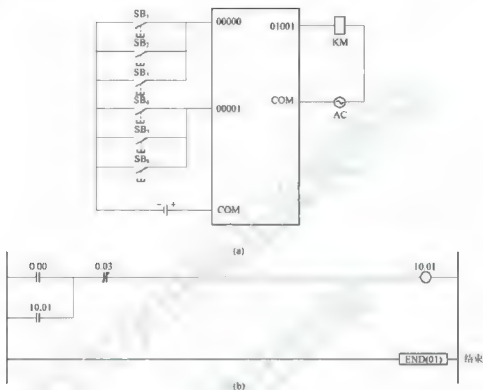 SB₁
00000
01001
SB₂
KM
SB₃
SB₄
00001
COM
SB₅
AC
SB₆
- +
COM
(a)
0.00
0.03
10.01
10.01
END(01)
结束
(b)